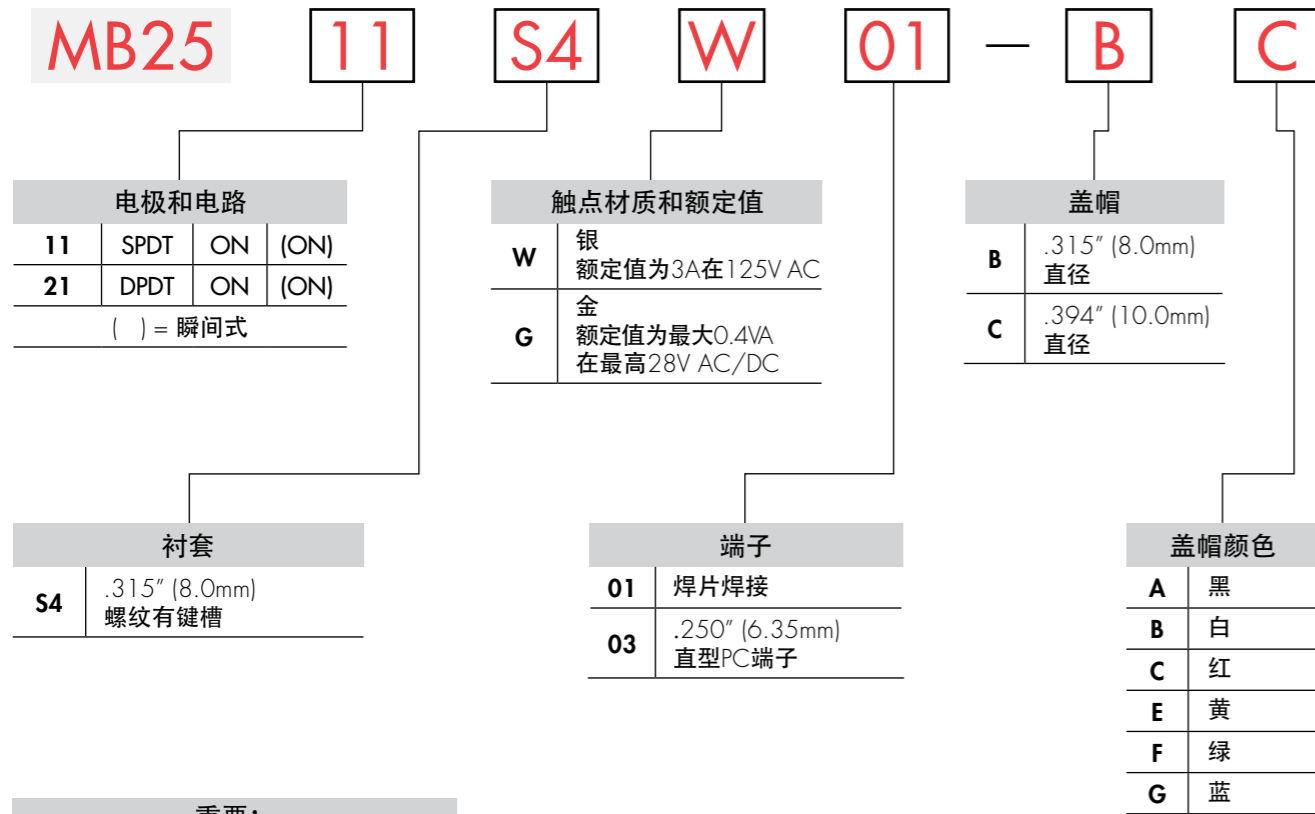 MB25 11 S4 W 01 — B C
电极和电路
11 SPDT ON (ON)
21 DPDT ON (ON)
( ) = 瞬间式
触点材质和额定值
W 银
额定值为3A在125V AC
G 金
额定值为最大0.4VA
在最高28V AC/DC
盖帽
B .315" (8.0mm)
直径
C .394" (10.0mm)
直径
衬套
S4 .315" (8.0mm)
螺纹有键槽
端子
01 焊片焊接
03 .250" (6.35mm)
直型PC端子
盖帽颜色
A 黑
B 白
C 红
E 黄
F 绿
G 蓝
重要: